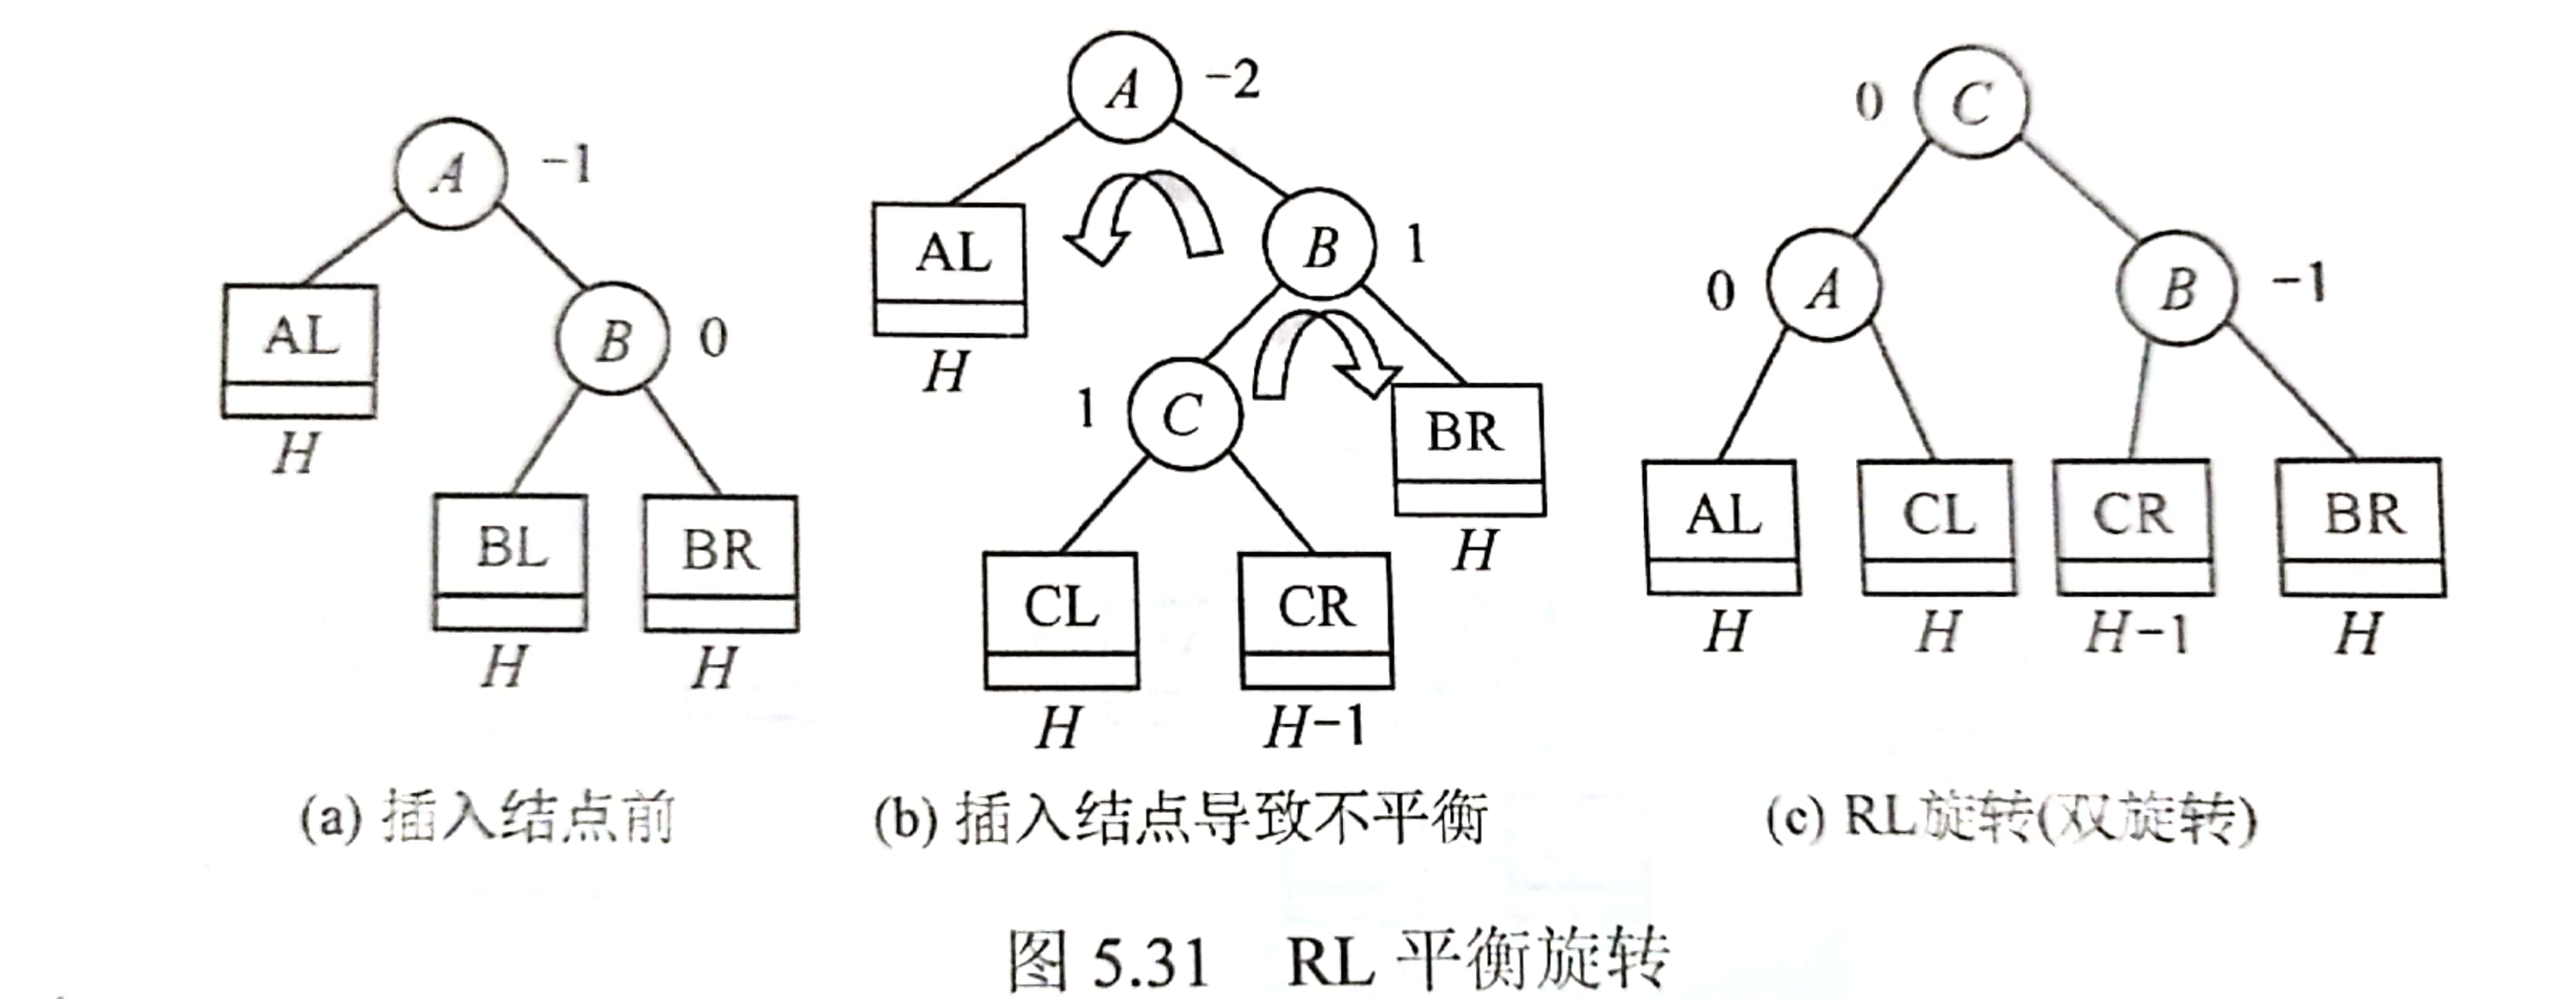 A -1
AL
H
B 0
BL BR
H H
(a) 插入结点前
A -2
AL
H
B 1
1 C
BR
H
CL CR
H H-1
(b) 插入结点导致不平衡
0 C
0 A
B -1
AL CL CR BR
H H H-1 H
(c) RL旋转(双旋转)
图 5.31 RL 平衡旋转